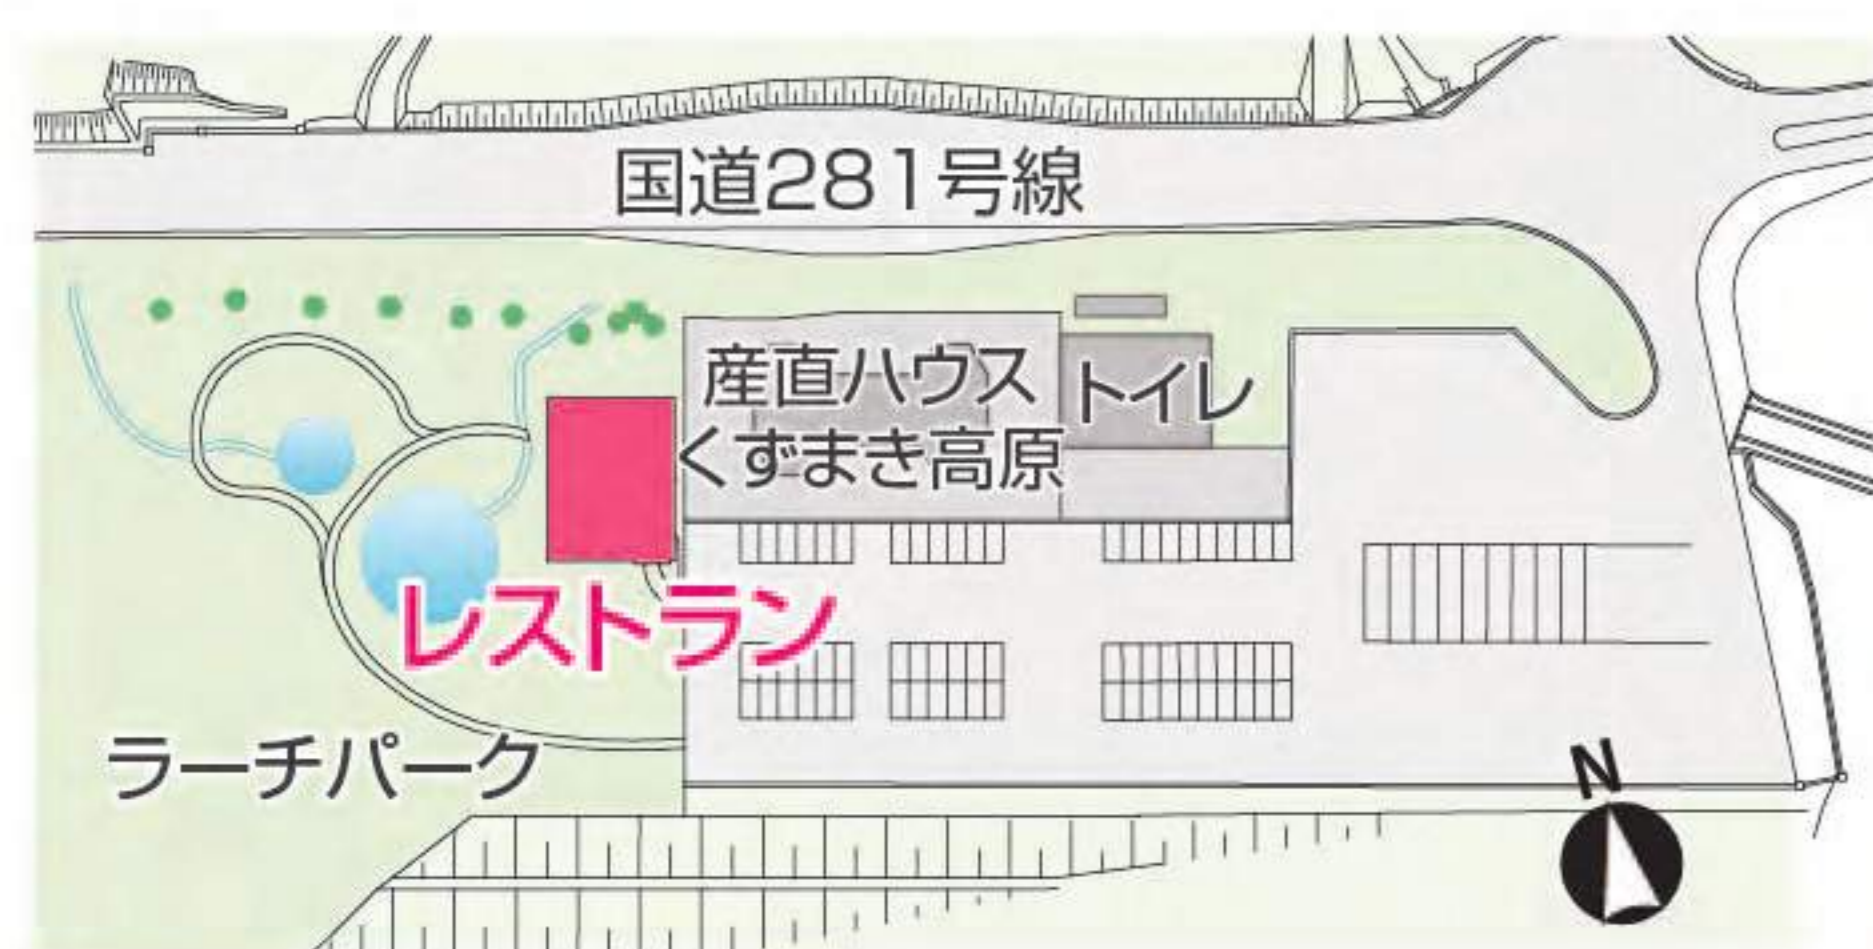 国道281号線
産直ハウス
くずまき高原
トイレ
レストラン
ラーチパーク
N